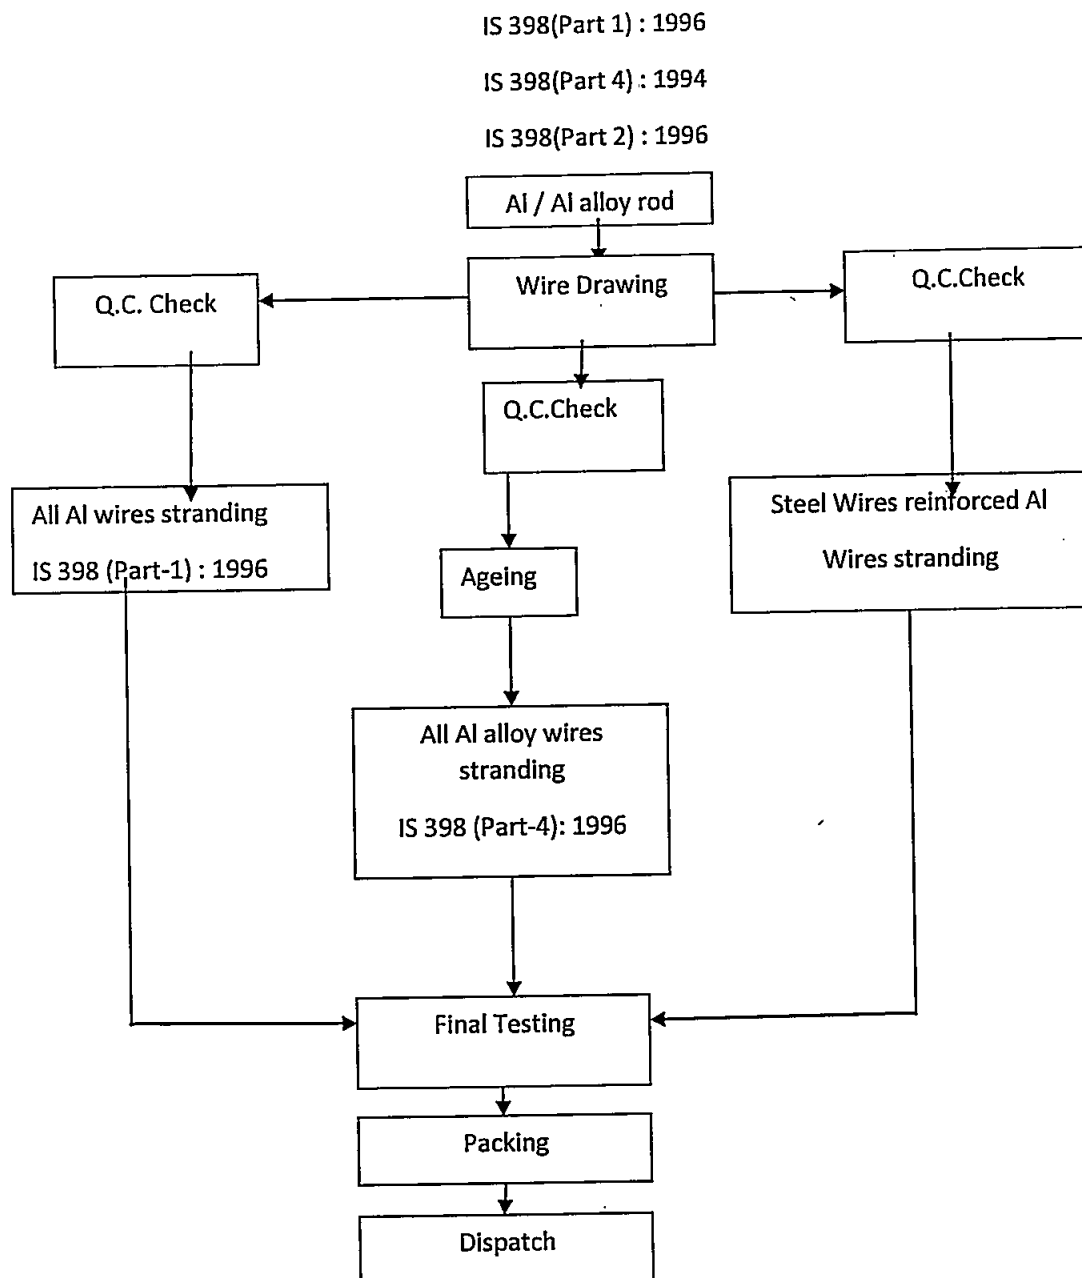 IS 398(Part 1) : 1996
IS 398(Part 4) : 1994
IS 398(Part 2) : 1996
Al / Al alloy rod
Wire Drawing
Q.C. Check
Q.C.Check
Q.C.Check
All Al wires stranding
IS 398 (Part-1) : 1996
Ageing
Steel Wires reinforced Al
Wires stranding
All Al alloy wires
stranding
IS 398 (Part-4): 1996
Final Testing
Packing
Dispatch